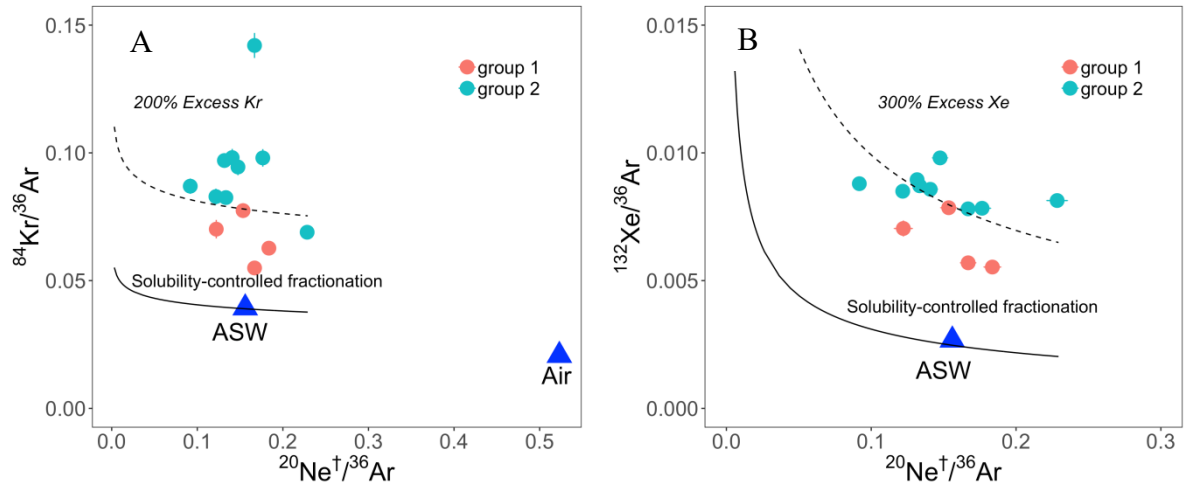 A
group 1
group 2
200% Excess Kr
Solubility-controlled fractionation
ASW
Air
0.15
0.10
0.05
0.00
⁸⁴Kr/³⁶Ar
0.0 0.1 0.2 0.3 0.4 0.5
²⁰Ne†/³⁶Ar
B
group 1
group 2
300% Excess Xe
Solubility-controlled fractionation
ASW
0.015
0.010
0.005
0.000
¹³²Xe/³⁶Ar
0.0 0.1 0.2 0.3
²⁰Ne†/³⁶Ar